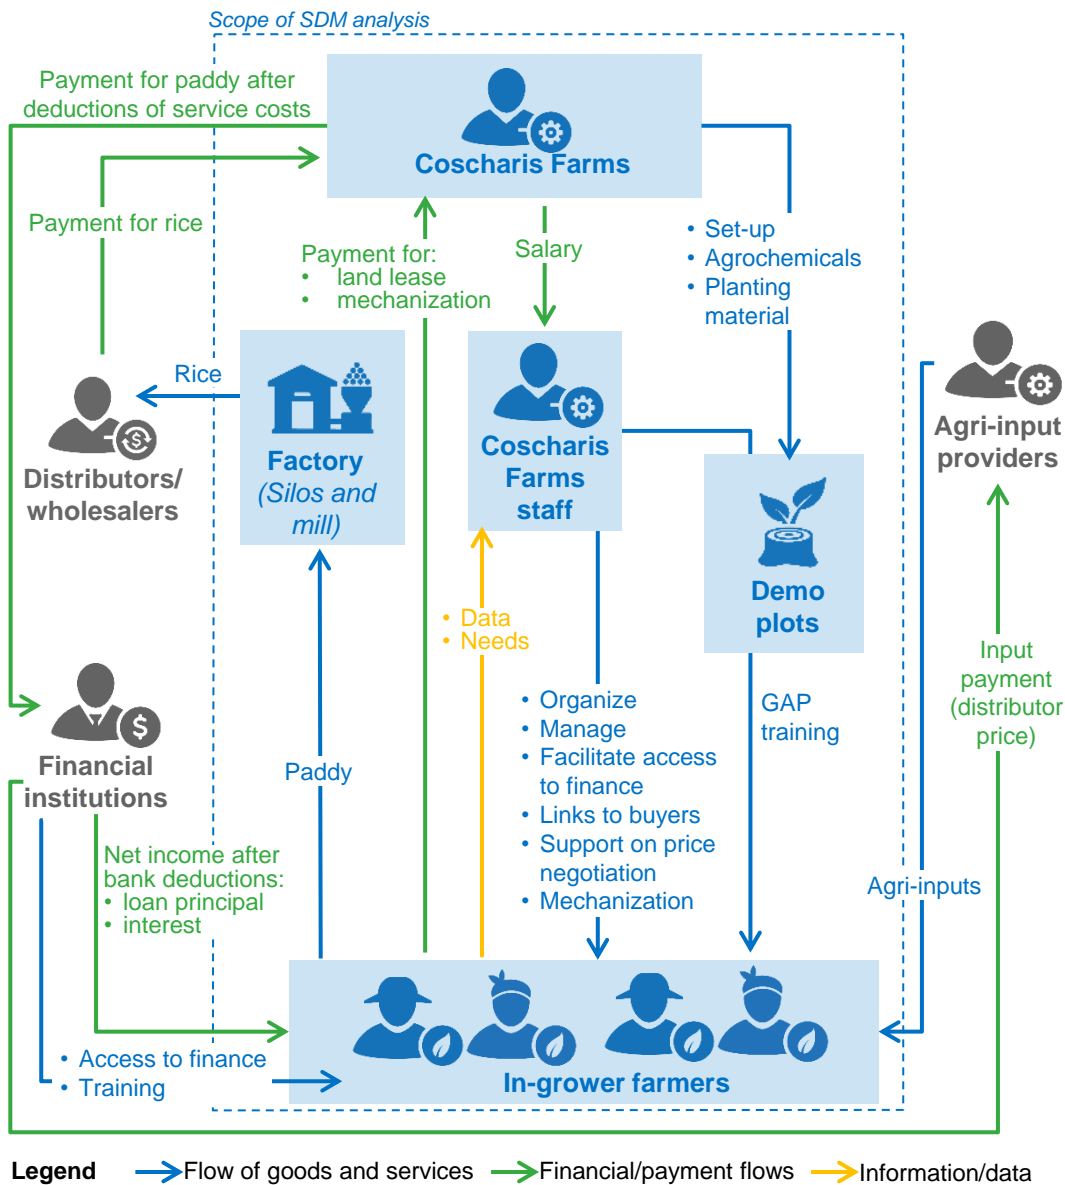 Scope of SDM analysis
Payment for paddy after
deductions of service costs
Coscharis Farms
Payment for rice
Payment for:
• land lease
• mechanization
Salary
• Set-up
• Agrochemicals
• Planting
material
Rice
Factory
(Silos and
mill)
Coscharis
Farms
staff
Distributors/
wholesalers
Agri-input
providers
Demo
plots
• Data
• Needs
Input
payment
(distributor
price)
• Organize
• Manage
• Facilitate access
to finance
• Links to buyers
• Support on price
negotiation
• Mechanization
GAP
training
Financial
institutions
Paddy
Net income after
bank deductions:
• loan principal
• interest
Agri-inputs
• Access to finance
• Training
In-grower farmers
Legend
Flow of goods and services
Financial/payment flows
Information/data